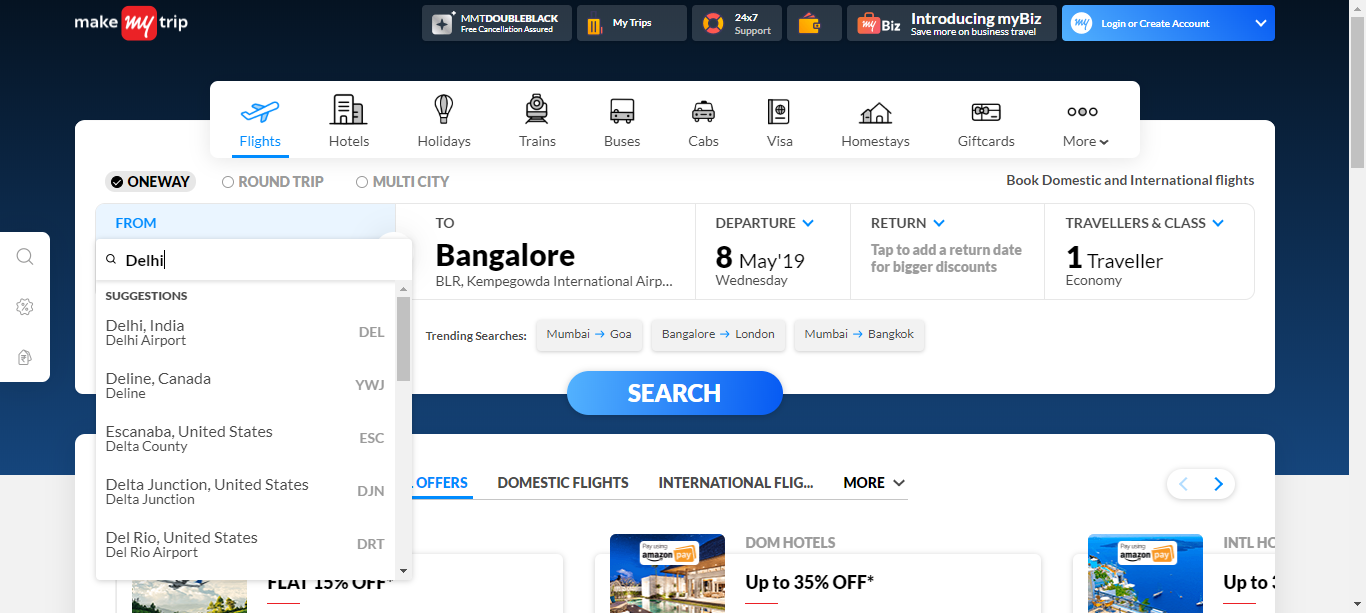 make my trip
MMTDOUBLEBLACK
Free Cancellation Assured
My Trips
24x7
Support
my Biz
Introducing myBiz
Save more on business travel
my
Login or Create Account
Flights
Hotels
Holidays
Trains
Buses
Cabs
Visa
Homestays
Giftcards
More
ONEWAY
ROUND TRIP
MULTI CITY
Book Domestic and International flights
FROM
Delhi
SUGGESTIONS
Delhi, India
Delhi Airport
DEL
Deline, Canada
Deline
YWJ
Escanaba, United States
Delta County
ESC
Delta Junction, United States
Delta Junction
DJN
Del Rio, United States
Del Rio Airport
DRT
TO
Bangalore
BLR, Kempegowda International Airp...
DEPARTURE
8 May'19
Wednesday
RETURN
Tap to add a return date
for bigger discounts
TRAVELLERS & CLASS
1 Traveller
Economy
Trending Searches:
Mumbai → Goa
Bangalore → London
Mumbai → Bangkok
SEARCH
OFFERS
DOMESTIC FLIGHTS
INTERNATIONAL FLIG...
MORE
FLAT 15% OFF*
Pay using
amazon pay
DOM HOTELS
Up to 35% OFF*
Pay using
amazon pay
INTL HO
Up to